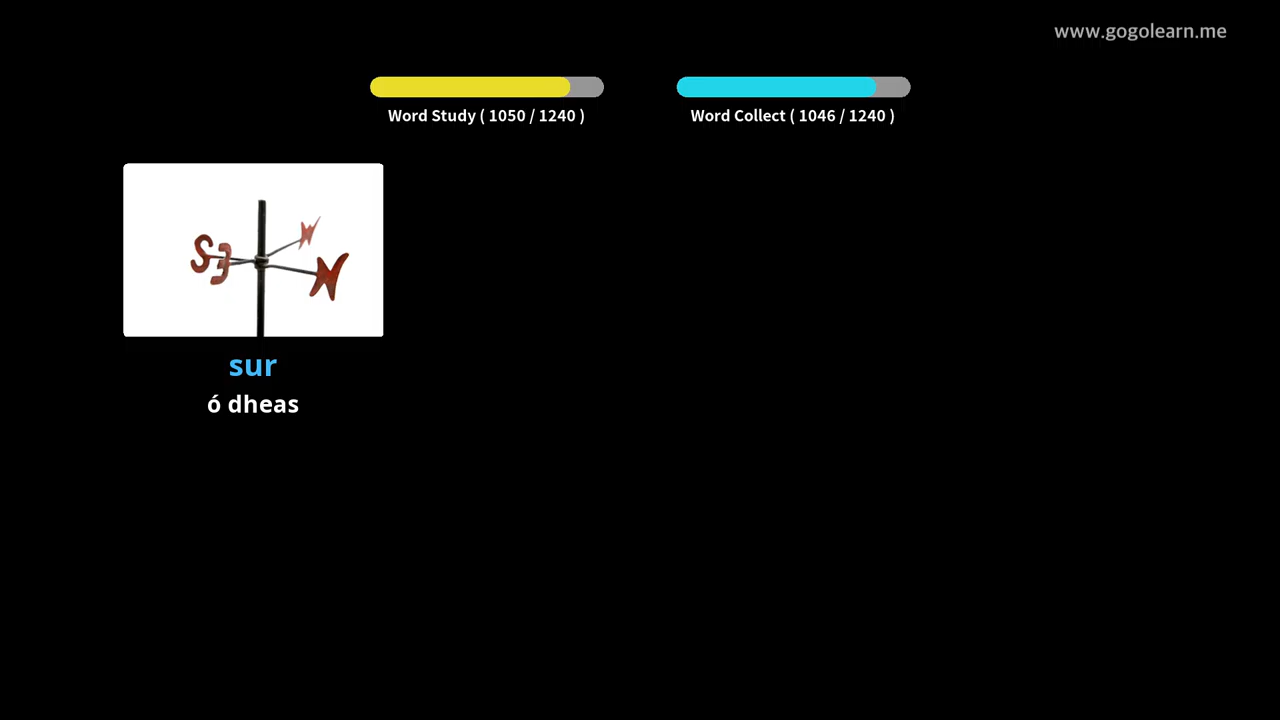 www.gogolearn.me
Word Study ( 1050 / 1240 )
Word Collect ( 1046 / 1240 )
S E N N
sur
ó dheas